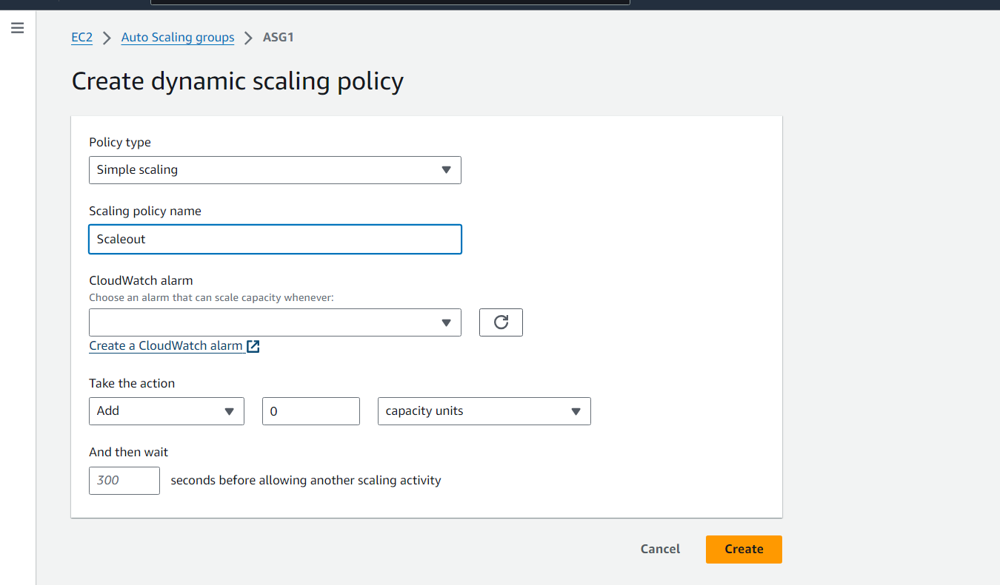 EC2 > Auto Scaling groups > ASG1
Create dynamic scaling policy
Policy type
Simple scaling
Scaling policy name
Scaleout
CloudWatch alarm
Choose an alarm that can scale capacity whenever:
Create a CloudWatch alarm
Take the action
Add 0 capacity units
And then wait
300 seconds before allowing another scaling activity
Cancel Create